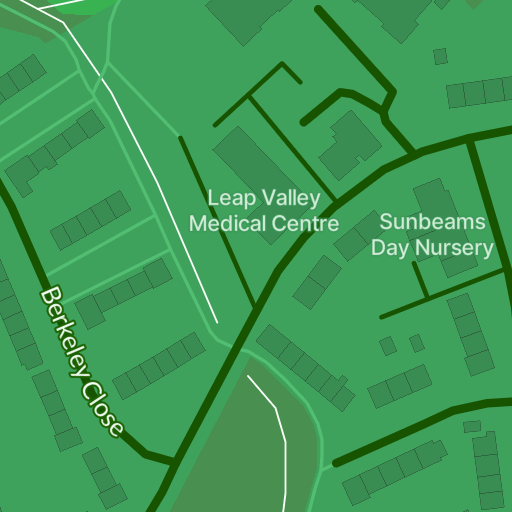 Leap Valley
Medical Centre
Sunbeams
Day Nursery
Berkeley Close